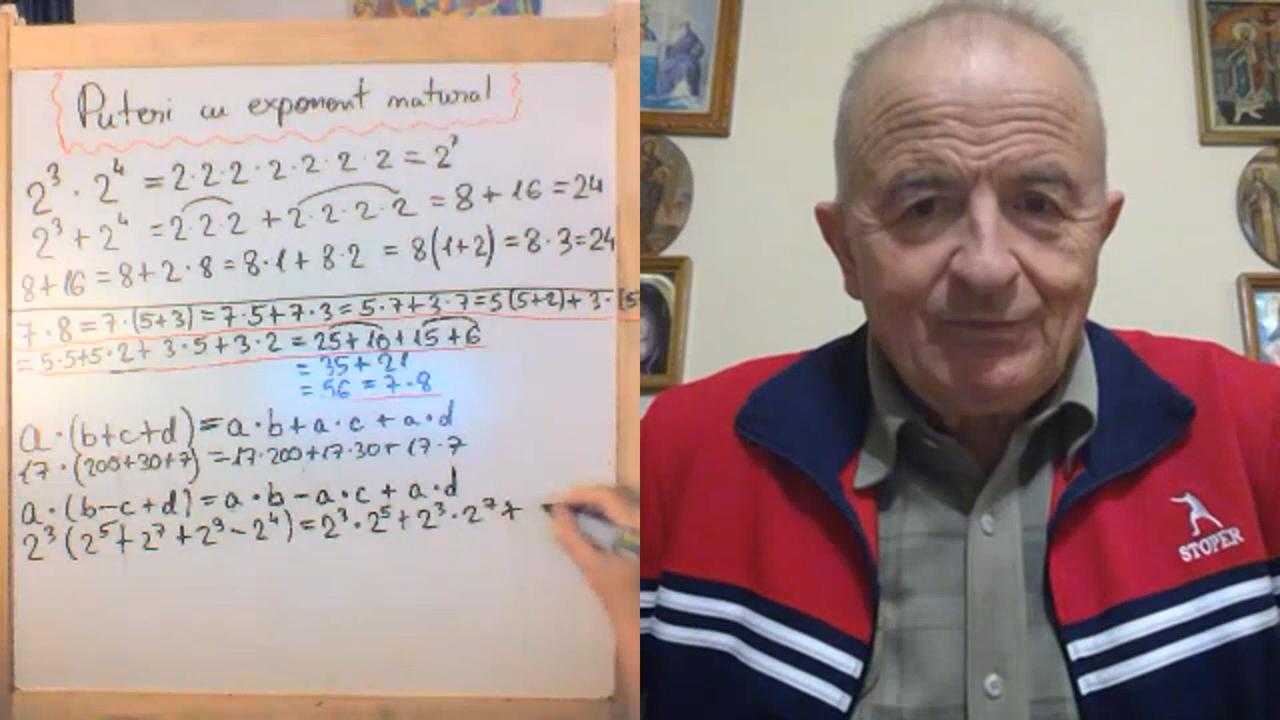 Puteri cu exponent natural
2³ · 2⁴ = 2·2·2·2·2·2·2 = 2⁷
2³ + 2⁴ = 2·2·2 + 2·2·2·2 = 8 + 16 = 24
8 + 16 = 8 + 2·8 = 8·1 + 8·2 = 8(1+2) = 8·3 = 24
7·8 = 7·(5+3) = 7·5 + 7·3 = 5·7 + 3·7 = 5(5+2) + 3·(5
= 5·5 + 5·2 + 3·5 + 3·2 = 25 + 10 + 15 + 6
= 35 + 21
= 56 = 7·8
a·(b+c+d) = a·b + a·c + a·d
17·(200+30+7) = 17·200 + 17·30 + 17·7
a·(b-c+d) = a·b - a·c + a·d
2³(2⁵ + 2⁷ + 2⁹ - 2⁴) = 2³·2⁵ + 2³·2⁷ +
STOPER